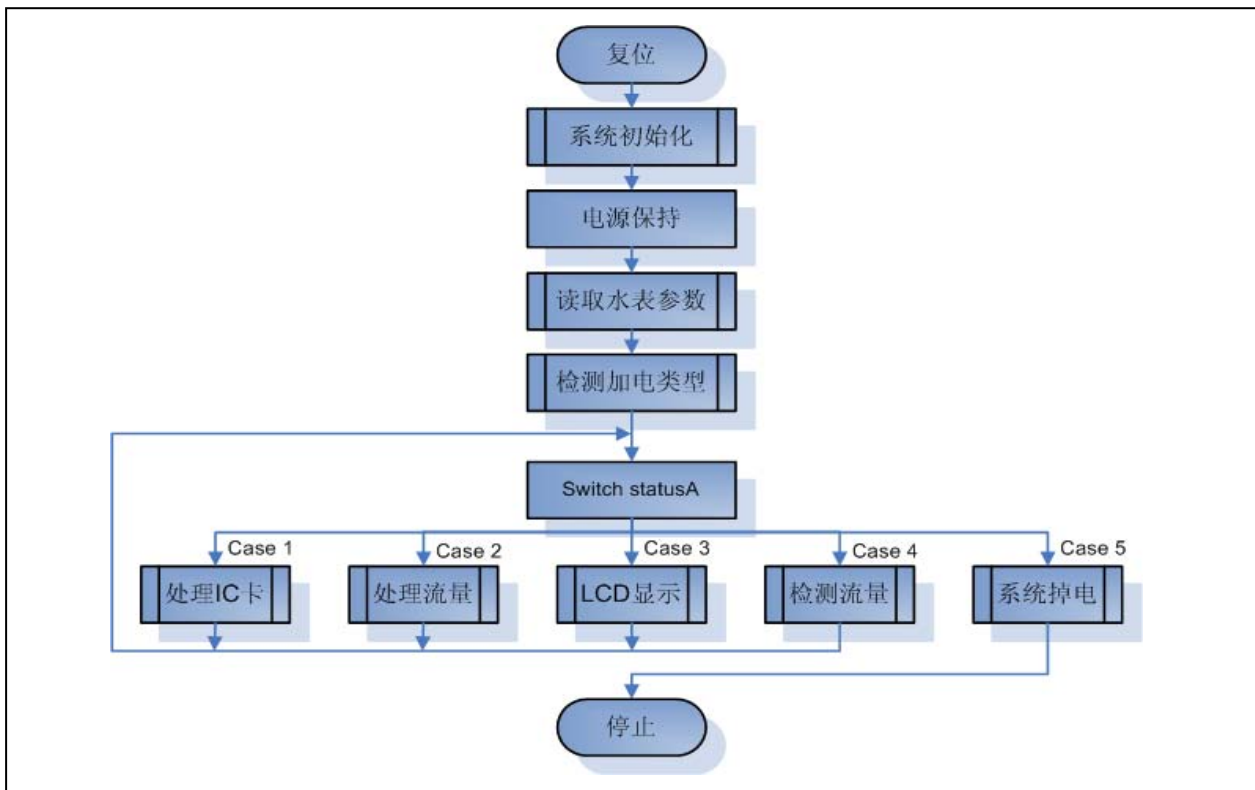 复位
系统初始化
电源保持
读取水表参数
检测加电类型
Switch statusA
Case 1
Case 2
Case 3
Case 4
Case 5
处理IC卡
处理流量
LCD显示
检测流量
系统掉电
停止